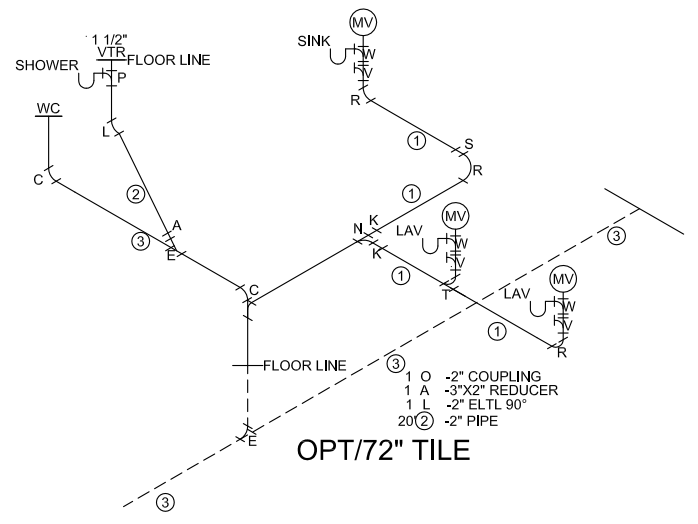 1 1/2"
VTR
FLOOR LINE
SHOWER
P
WC
L
C
2
3
A
E
C
FLOOR LINE
E
3
MV
SINK
W
V
R
1
S
R
1
N
K
K
MV
LAV
W
V
1
T
MV
LAV
W
V
1
R
3
3
1 O -2" COUPLING
1 A -3"X2" REDUCER
1 L -2" ELTL 90°
20' 2 -2" PIPE
OPT/72" TILE